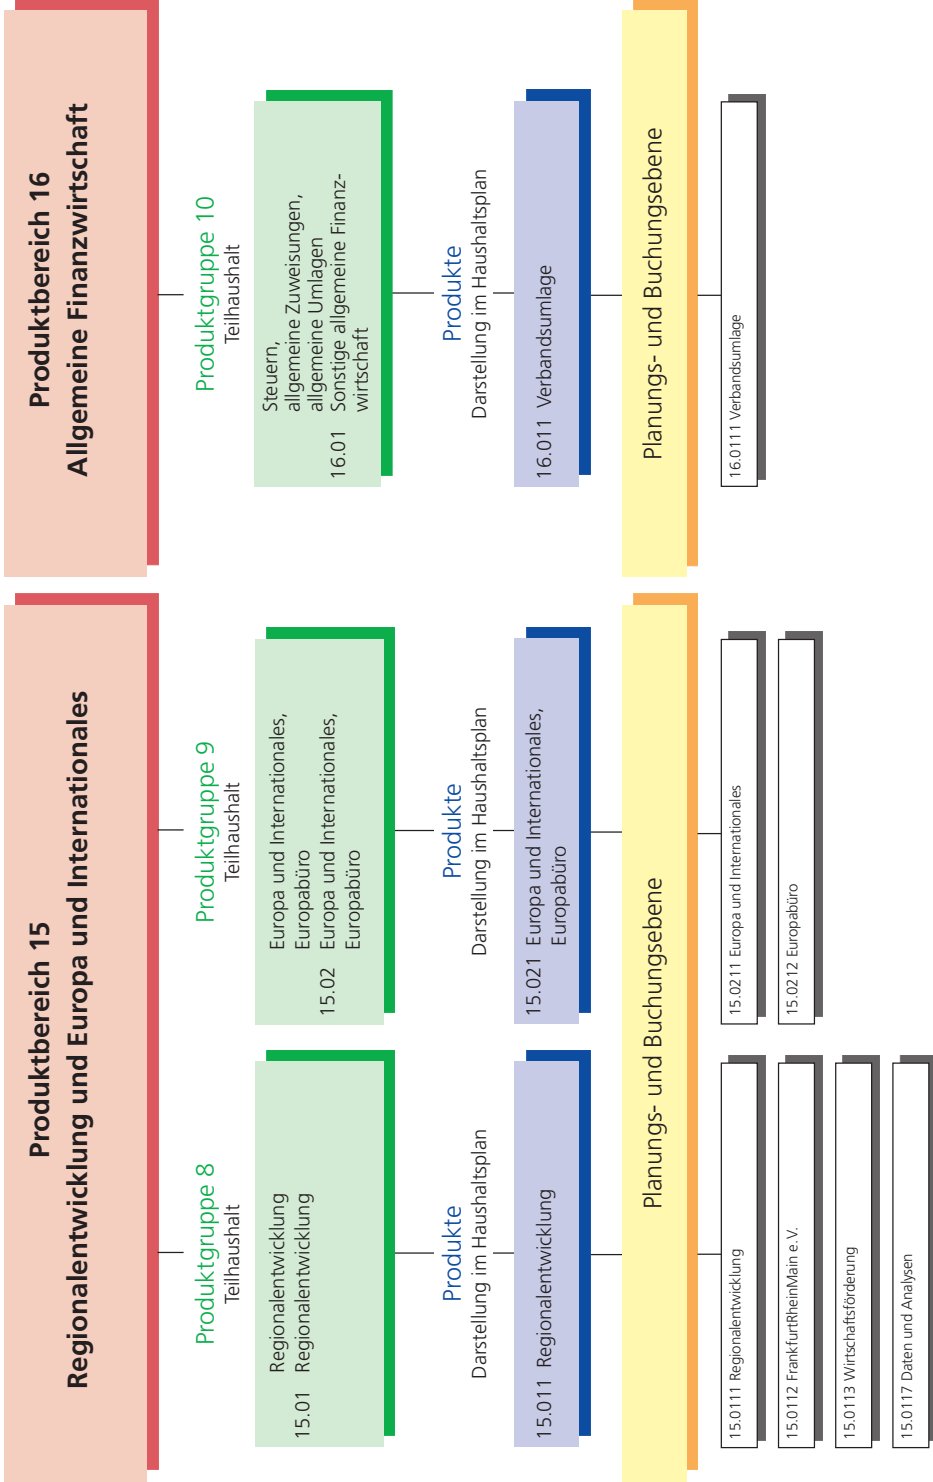 Produktbereich 15
Regionalentwicklung und Europa und Internationales
Produktgruppe 8
Teilhaushalt
Regionalentwicklung
15.01 Regionalentwicklung
Produkte
Darstellung im Haushaltsplan
15.011 Regionalentwicklung
Produktgruppe 9
Teilhaushalt
Europa und Internationales,
Europabüro
15.02 Europa und Internationales,
Europabüro
Produkte
Darstellung im Haushaltsplan
15.021 Europa und Internationales,
Europabüro
Planungs- und Buchungsebene
15.0111 Regionalentwicklung
15.0112 FrankfurtRheinMain e.V.
15.0113 Wirtschaftsförderung
15.0117 Daten und Analysen
15.0211 Europa und Internationales
15.0212 Europabüro
Produktbereich 16
Allgemeine Finanzwirtschaft
Produktgruppe 10
Teilhaushalt
Steuern,
allgemeine Zuweisungen,
allgemeine Umlagen
16.01 Sonstige allgemeine Finanz-
wirtschaft
Produkte
Darstellung im Haushaltsplan
16.011 Verbandsumlage
Planungs- und Buchungsebene
16.0111 Verbandsumlage